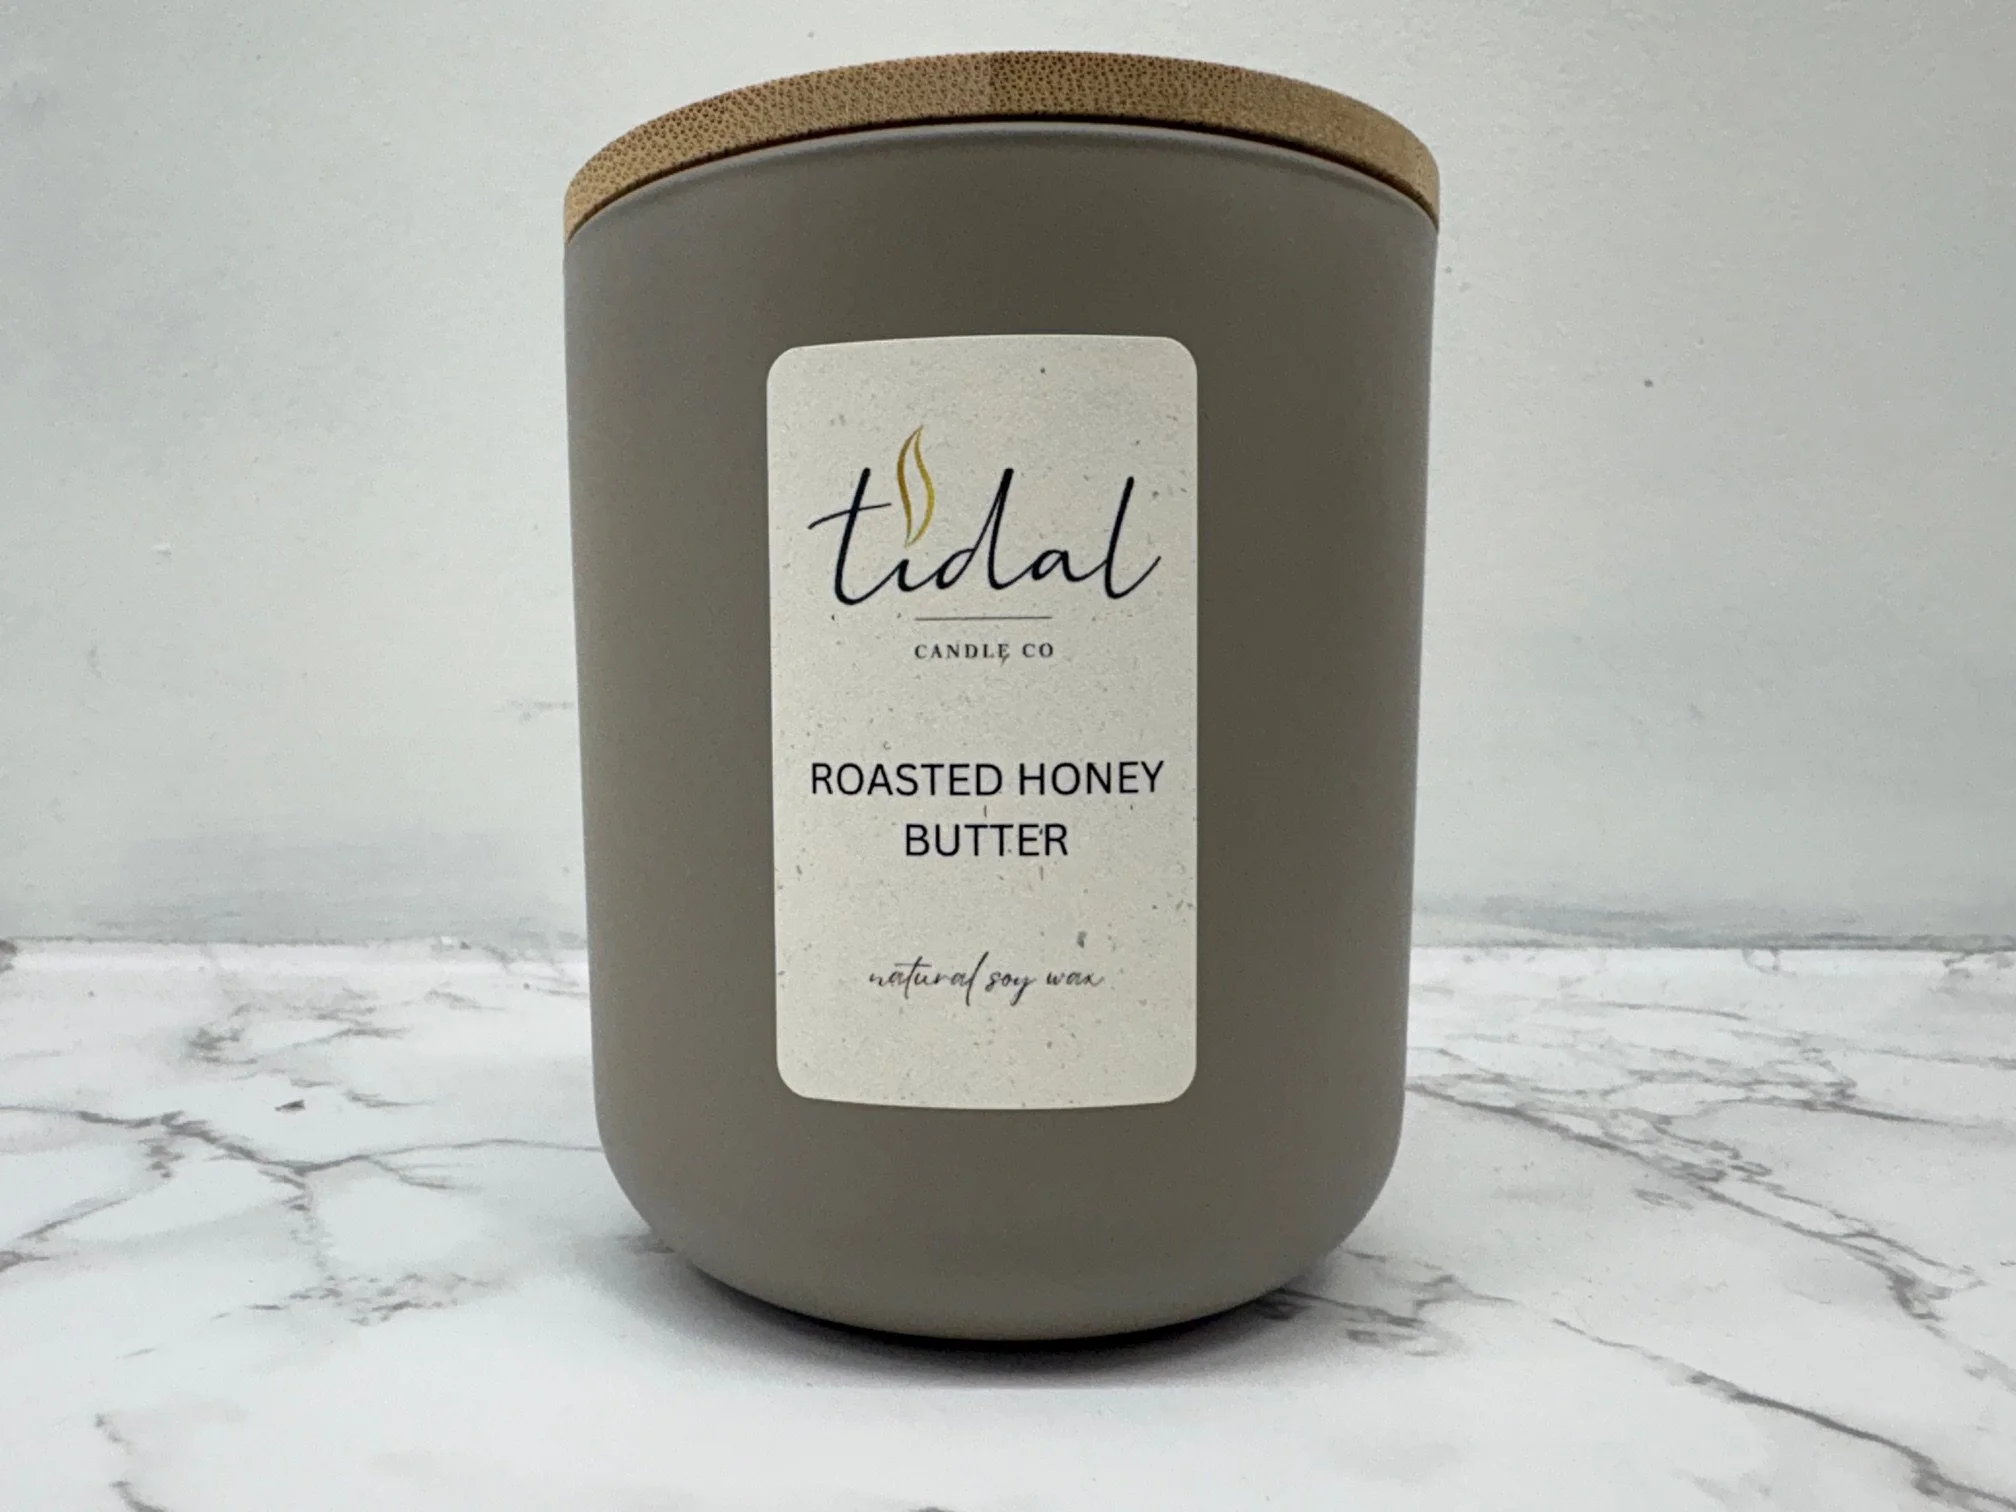 tidal
CANDLE CO
ROASTED HONEY
BUTTER
natural soy wax